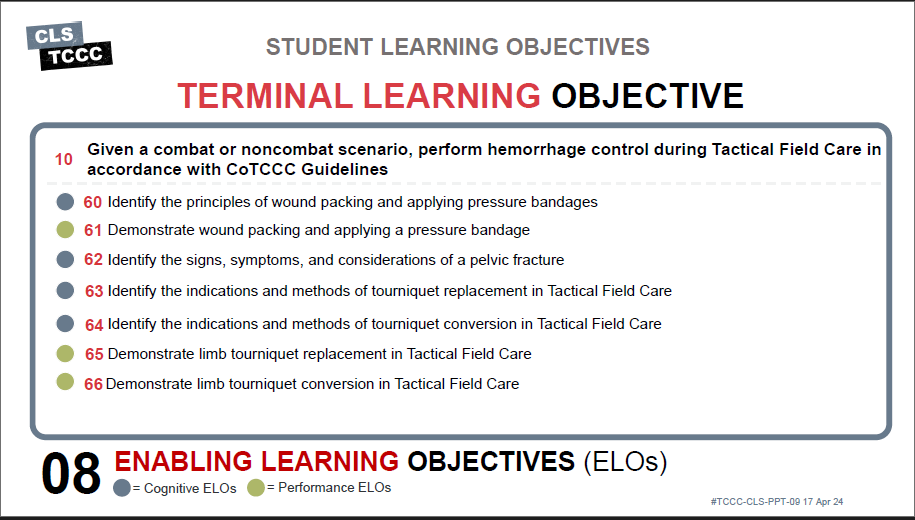 CLS
TCCC
STUDENT LEARNING OBJECTIVES
TERMINAL LEARNING OBJECTIVE
10 Given a combat or noncombat scenario, perform hemorrhage control during Tactical Field Care in
accordance with CoTCCC Guidelines
60 Identify the principles of wound packing and applying pressure bandages
61 Demonstrate wound packing and applying a pressure bandage
62 Identify the signs, symptoms, and considerations of a pelvic fracture
63 Identify the indications and methods of tourniquet replacement in Tactical Field Care
64 Identify the indications and methods of tourniquet conversion in Tactical Field Care
65 Demonstrate limb tourniquet replacement in Tactical Field Care
66 Demonstrate limb tourniquet conversion in Tactical Field Care
08 ENABLING LEARNING OBJECTIVES (ELOs)
= Cognitive ELOs = Performance ELOs
#TCCC-CLS-PPT-09 17 Apr 24